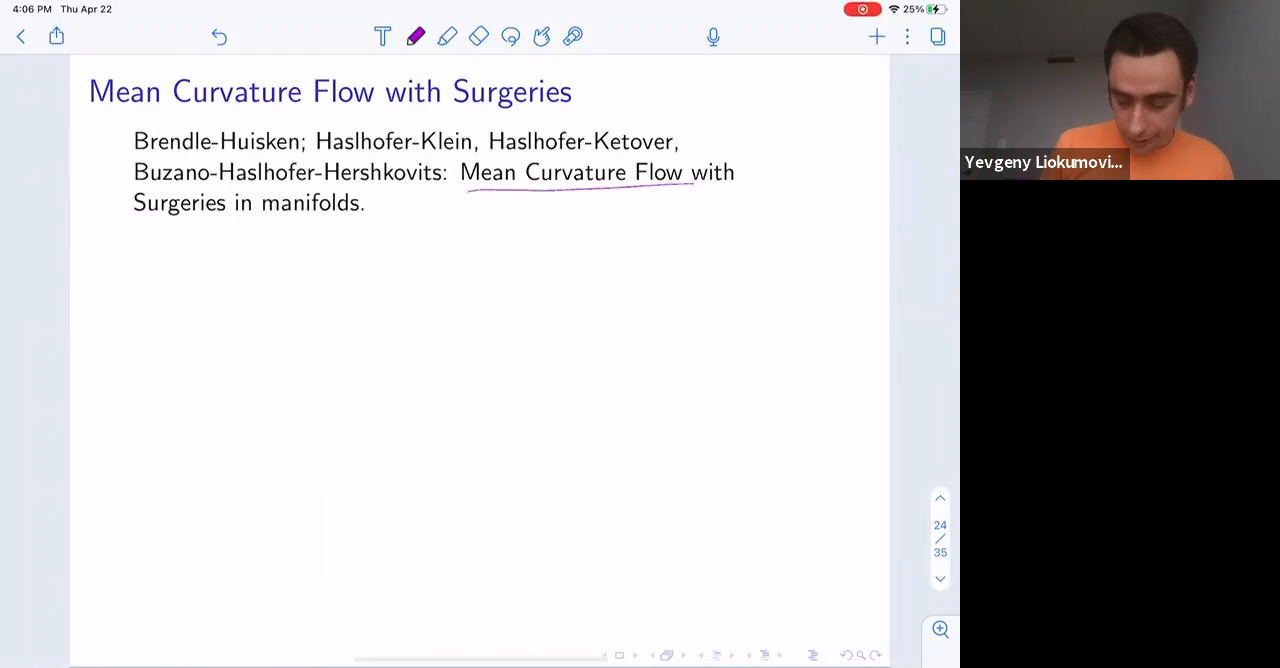 4:06 PM Thu Apr 22
25%
Mean Curvature Flow with Surgeries
Brendle-Huisken; Haslhofer-Klein, Haslhofer-Ketover,
Buzano-Haslhofer-Hershkovits: Mean Curvature Flow with
Surgeries in manifolds.
Yevgeny Liokumovi...
24
/
35